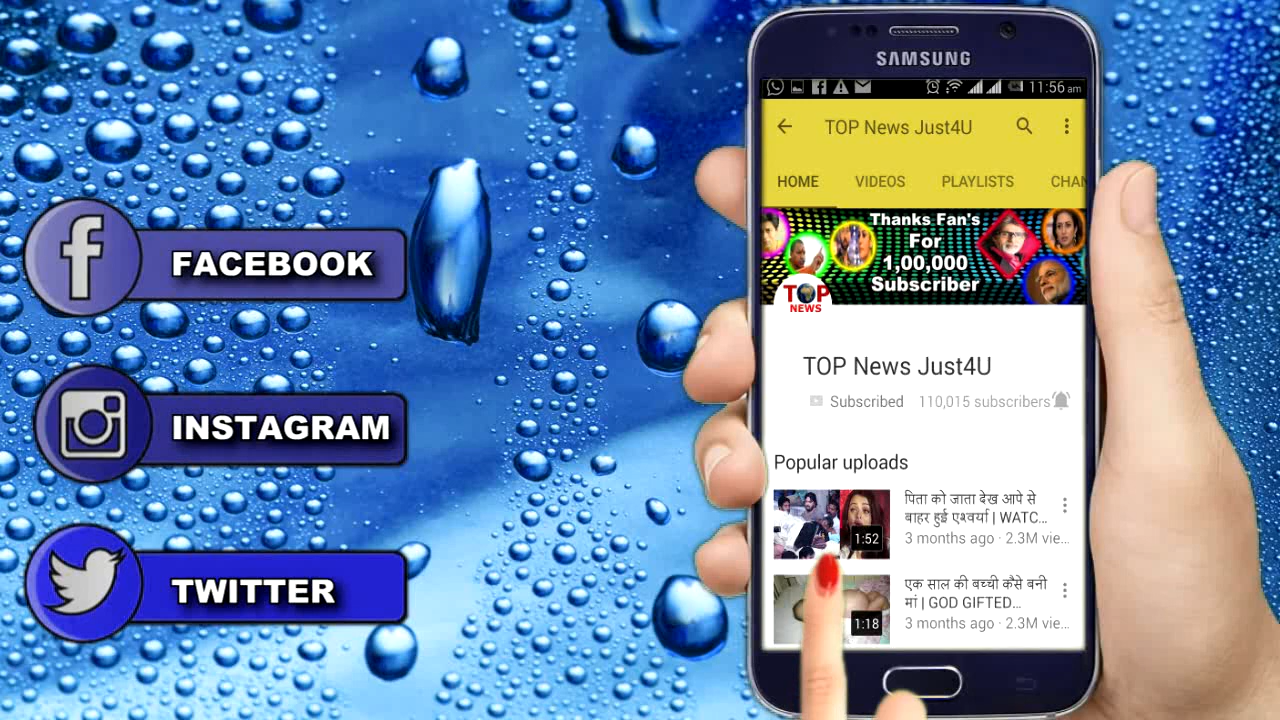 FACEBOOK
INSTAGRAM
TWITTER
SAMSUNG
11:56 am
TOP News Just4U
HOME VIDEOS PLAYLISTS CHAN
Thanks Fan's
For
1,00,000
Subscriber
TOP
NEWS
TOP News Just4U
Subscribed 110,015 subscribers
Popular uploads
पिता को जाता देख आपे से
बाहर हुई एश्वर्या | WATC...
3 months ago · 2.3M vie...
1:52
एक साल की बच्ची कैसे बनी
मां | GOD GIFTED...
3 months ago · 2.3M vie...
1:18